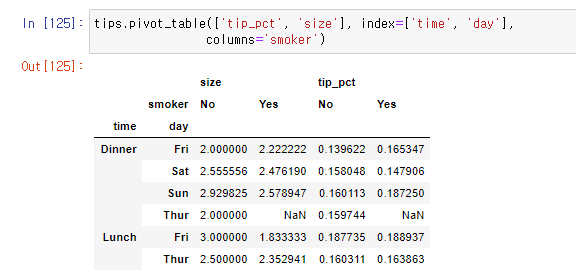 In [125]: tips.pivot_table(['tip_pct', 'size'], index=['time', 'day'],
columns='smoker')
Out[125]:
size tip_pct
smoker No Yes No Yes
time day
Dinner Fri 2.000000 2.222222 0.139622 0.165347
Sat 2.555556 2.476190 0.158048 0.147906
Sun 2.929825 2.578947 0.160113 0.187250
Thur 2.000000 NaN 0.159744 NaN
Lunch Fri 3.000000 1.833333 0.187735 0.188937
Thur 2.500000 2.352941 0.160311 0.163863